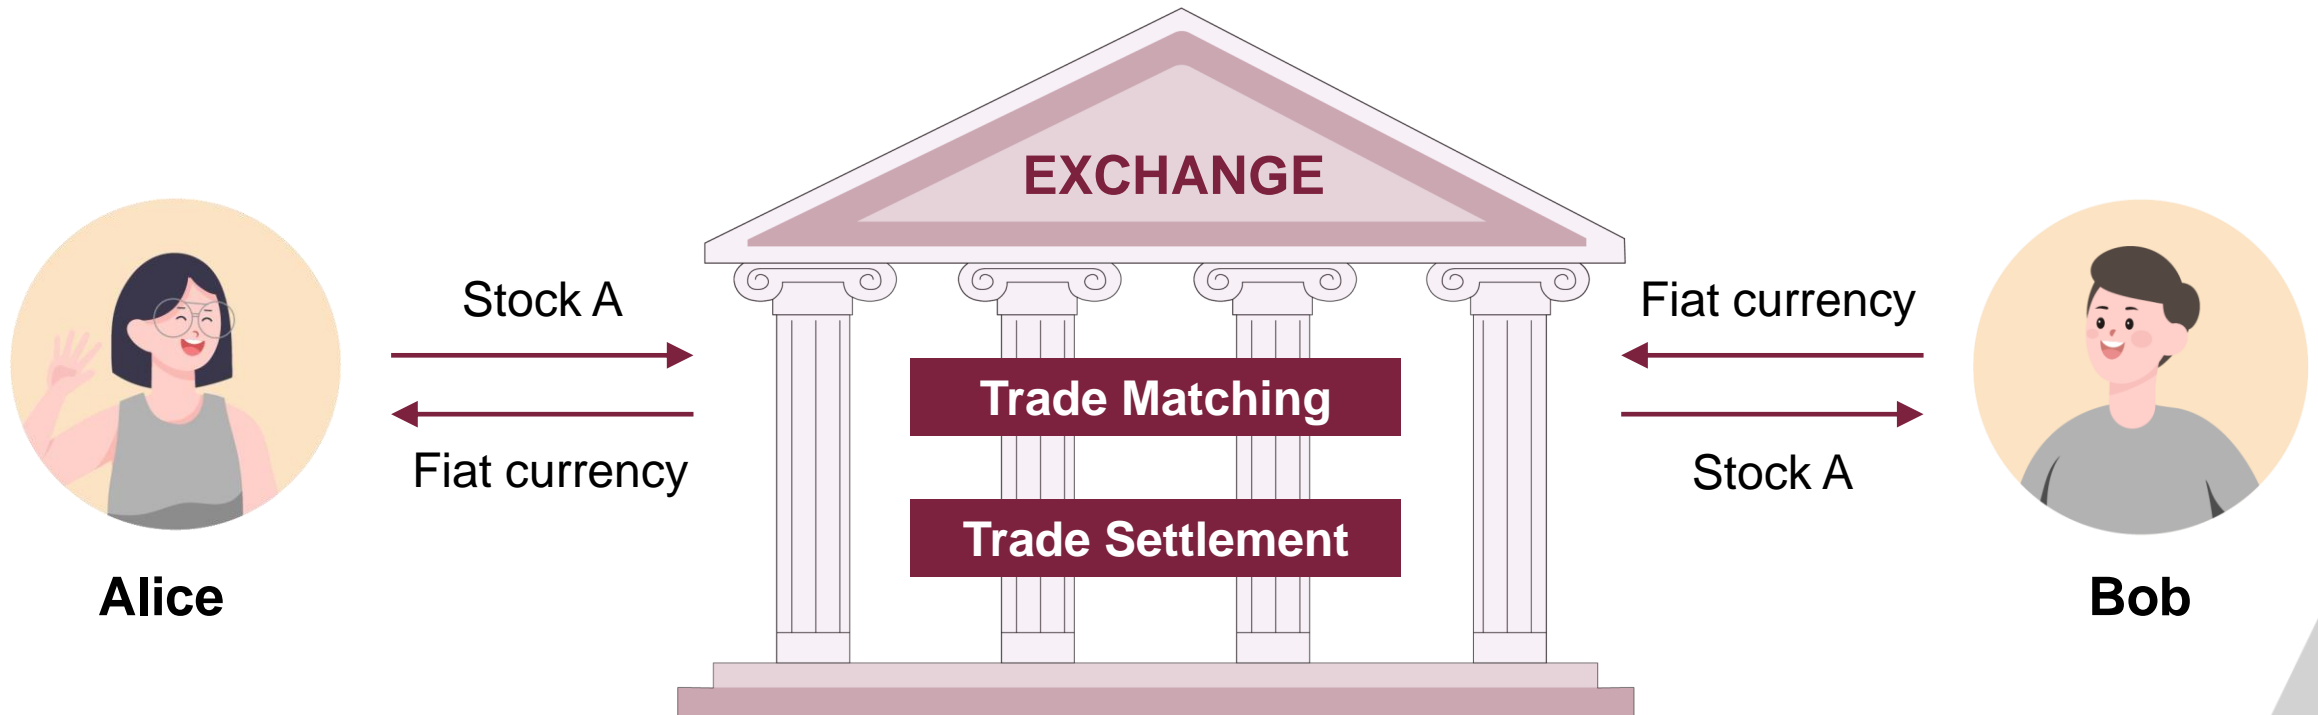 EXCHANGE
Stock A
Fiat currency
Alice
Trade Matching
Trade Settlement
Fiat currency
Stock A
Bob